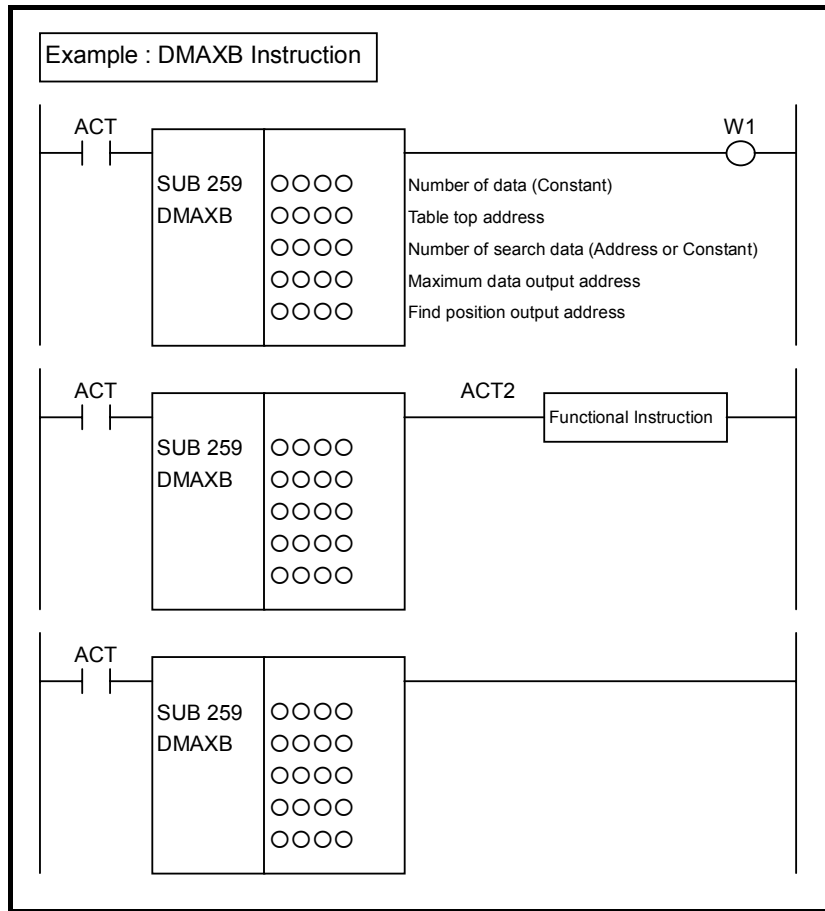 Example : DMAXB Instruction
ACT W1
SUB 259 ○○○○ Number of data (Constant)
DMAXB ○○○○ Table top address
○○○○ Number of search data (Address or Constant)
○○○○ Maximum data output address
○○○○ Find position output address
ACT ACT2
Functional Instruction
SUB 259 ○○○○
DMAXB ○○○○
○○○○
○○○○
○○○○
ACT
SUB 259 ○○○○
DMAXB ○○○○
○○○○
○○○○
○○○○